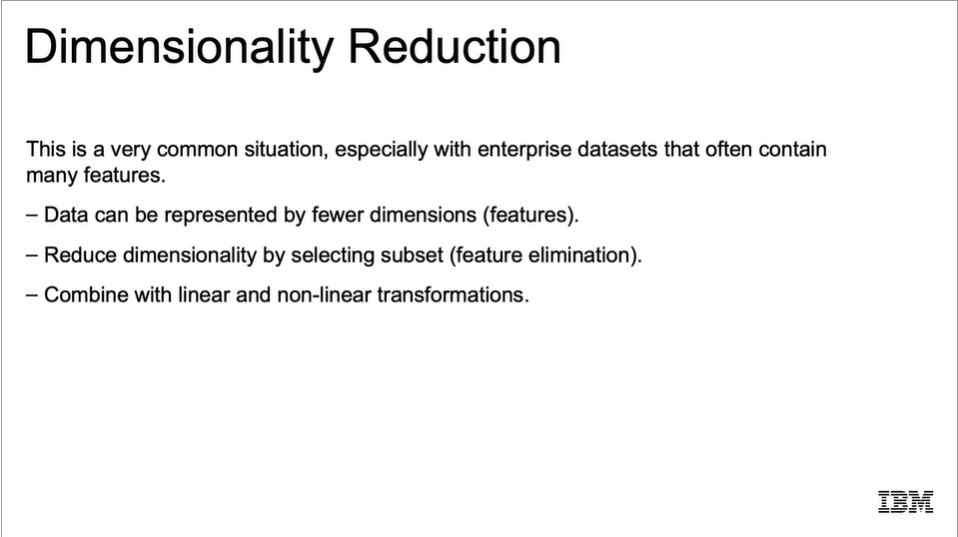 Dimensionality Reduction
This is a very common situation, especially with enterprise datasets that often contain
many features.
– Data can be represented by fewer dimensions (features).
– Reduce dimensionality by selecting subset (feature elimination).
– Combine with linear and non-linear transformations.
IBM